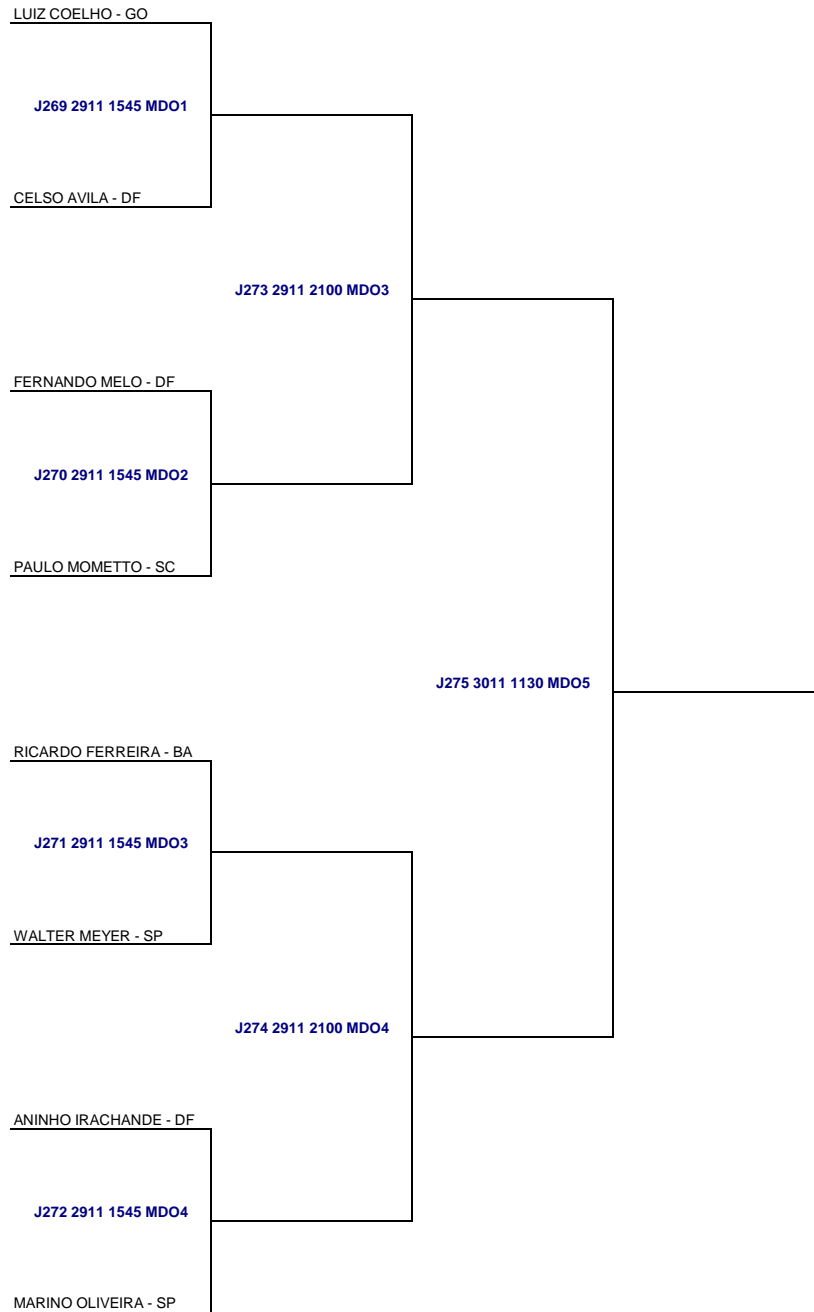 LUIZ COELHO - GO
J269 2911 1545 MDO1
CELSO AVILA - DF
J273 2911 2100 MDO3
FERNANDO MELO - DF
J270 2911 1545 MDO2
PAULO MOMETTO - SC
J275 3011 1130 MDO5
RICARDO FERREIRA - BA
J271 2911 1545 MDO3
WALTER MEYER - SP
J274 2911 2100 MDO4
ANINHO IRACHANDE - DF
J272 2911 1545 MDO4
MARINO OLIVEIRA - SP